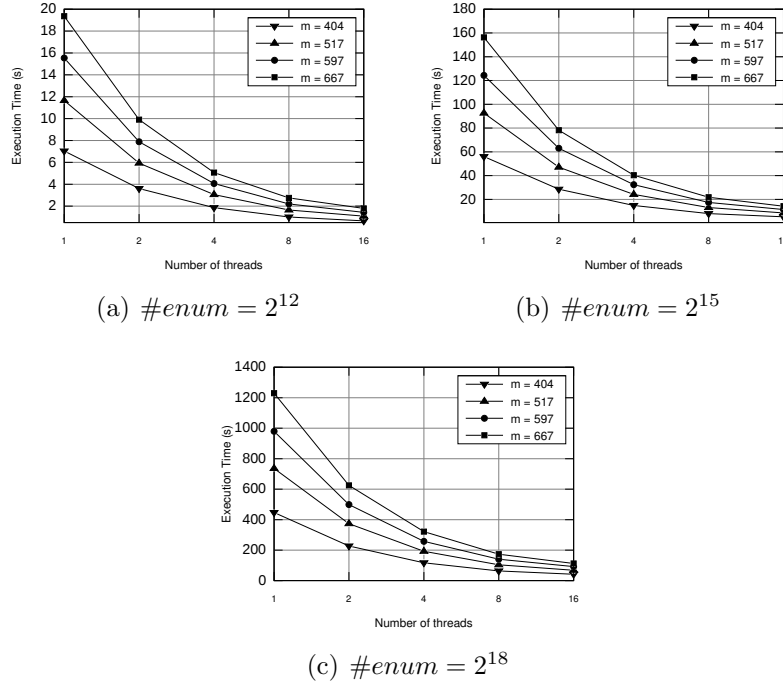 20
18
16
14
12
10
8
6
4
2
Execution Time (s)
1 2 4 8 16
Number of threads
m = 404
m = 517
m = 597
m = 667
(a) #enum = 2^12
180
160
140
120
100
80
60
40
20
Execution Time (s)
1 2 4 8 1
Number of threads
m = 404
m = 517
m = 597
m = 667
(b) #enum = 2^15
1400
1200
1000
800
600
400
200
0
Execution Time (s)
1 2 4 8 16
Number of threads
m = 404
m = 517
m = 597
m = 667
(c) #enum = 2^18